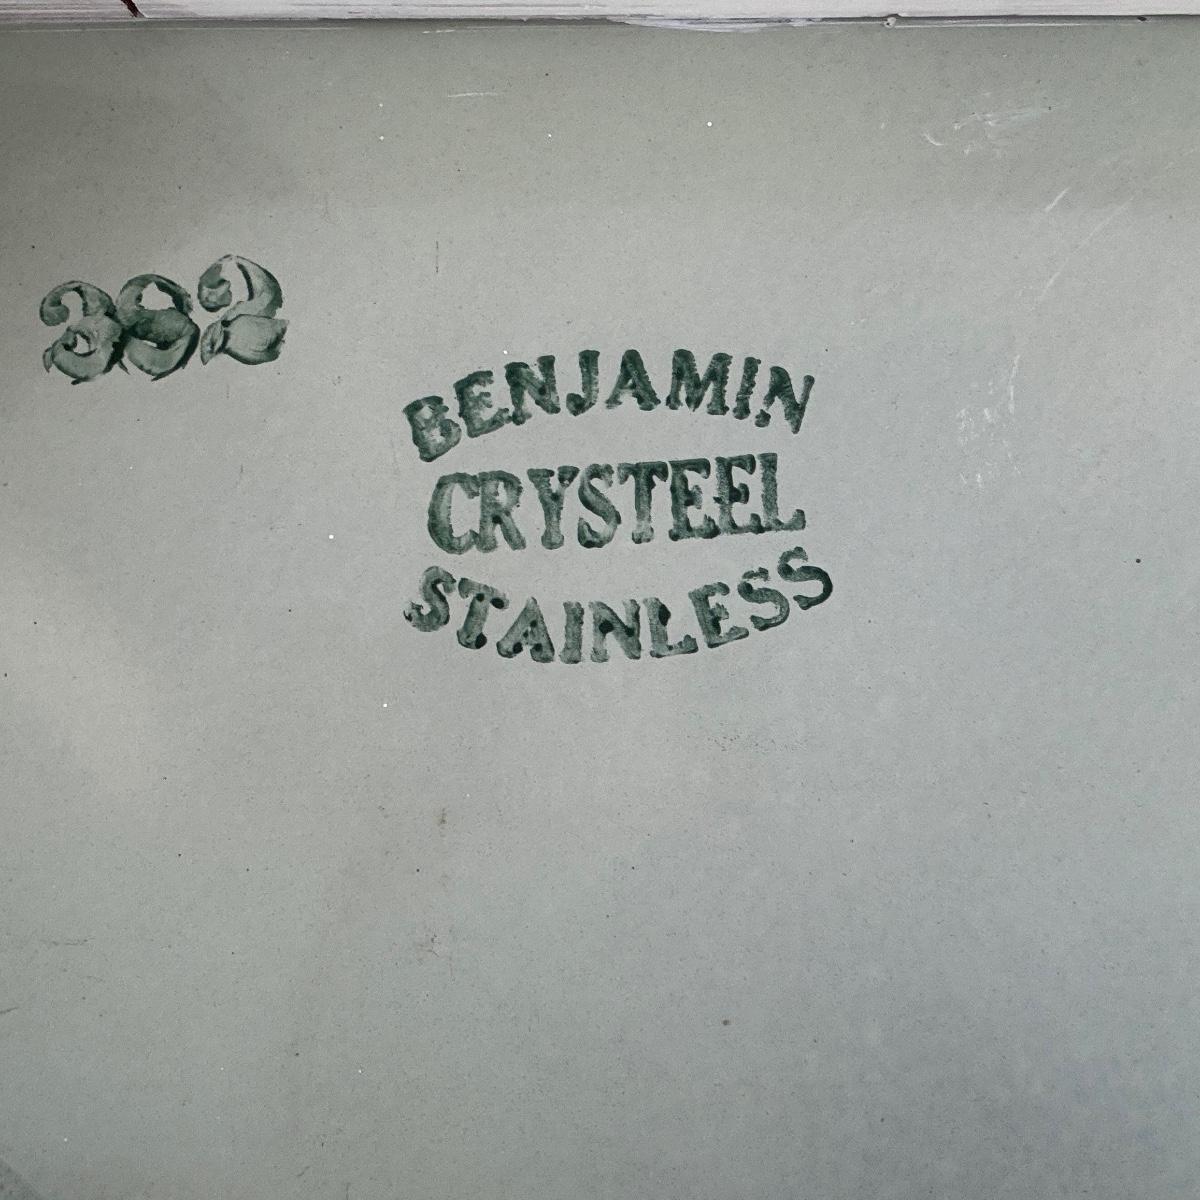 382
BENJAMIN
CRYSTEEL
STAINLESS